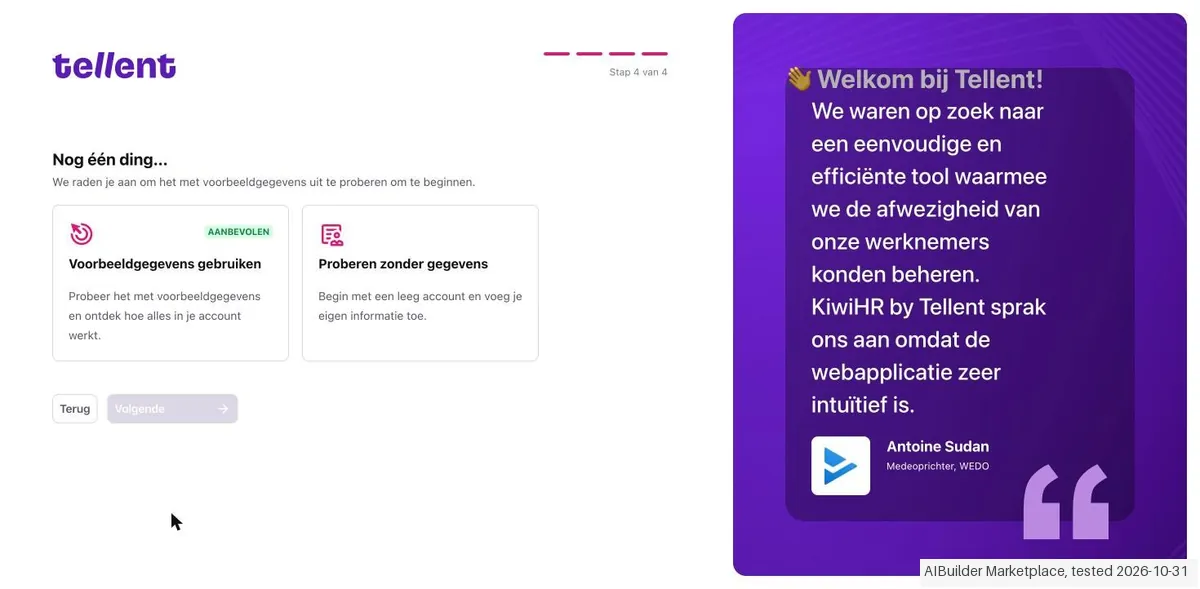 tellent
Stap 4 van 4
Nog één ding...
We raden je aan om het met voorbeeldgegevens uit te proberen om te beginnen.
AANBEVOLEN
Voorbeeldgegevens gebruiken
Probeer het met voorbeeldgegevens
en ontdek hoe alles in je account
werkt.
Proberen zonder gegevens
Begin met een leeg account en voeg je
eigen informatie toe.
Terug
Volgende
👋 Welkom bij Tellent!
We waren op zoek naar
een eenvoudige en
efficiënte tool waarmee
we de afwezigheid van
onze werknemers
konden beheren.
KiwiHR by Tellent sprak
ons aan omdat de
webapplicatie zeer
intuïtief is.
Antoine Sudan
Medeoprichter, WEDO
AIBuilder Marketplace, tested 2026-10-31